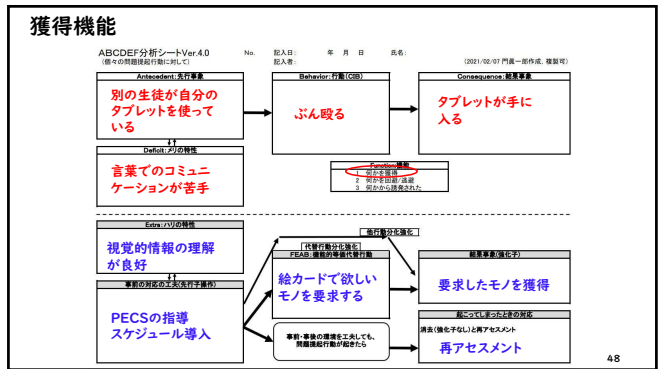 獲得機能
ABCDEF分析シートVer.4.0
(個々の問題提起行動に対して)
No.
記入日: 年 月 日 氏名:
記入者:
(2021/02/07 門眞一郎作成, 複製可)
Antecedent:先行事象
別の生徒が自分の
タブレットを使って
いる
Behavior:行動(CIB)
ぶん殴る
Consequence:結果事象
タブレットが手に
入る
Deficit:メリの特性
言葉でのコミュニ
ケーションが苦手
Function:機能
1 何かを獲得
2 何かを回避/逃避
3 何かから誘発された
Extra:ハリの特性
視覚的情報の理解
が良好
事前の対応の工夫(先行子操作)
PECSの指導
スケジュール導入
他行動分化強化
代替行動分化強化
FEAB:機能的等価代替行動
絵カードで欲しい
モノを要求する
結果事象(強化子)
要求したモノを獲得
事前・事後の環境を工夫しても、
問題提起行動が起きたら
起こってしまったときの対応
消去(強化子なし)と再アセスメント
再アセスメント
48